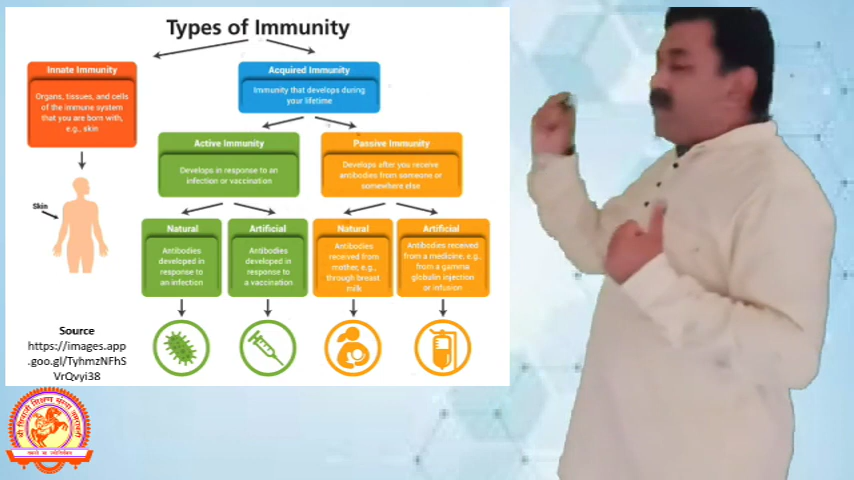 Types of Immunity
Innate Immunity
Organs, tissues, and cells
of the immune system
that you are born with,
e.g., skin
Skin
Acquired Immunity
Immunity that develops during
your lifetime
Active Immunity
Develops in response to an
infection or vaccination
Passive Immunity
Develops after you receive
antibodies from someone or
somewhere else
Natural
Antibodies
developed in
response to
an infection
Artificial
Antibodies
developed in
response to
a vaccination
Natural
Antibodies
received from
mother, e.g.,
through breast
milk
Artificial
Antibodies received
from a medicine, e.g.,
from a gamma
globulin injection
or infusion
Source
https://images.app
.goo.gl/TyhmzNFhS
VrQvyi38
श्री शिवाजी शिक्षण संस्था अमरावती